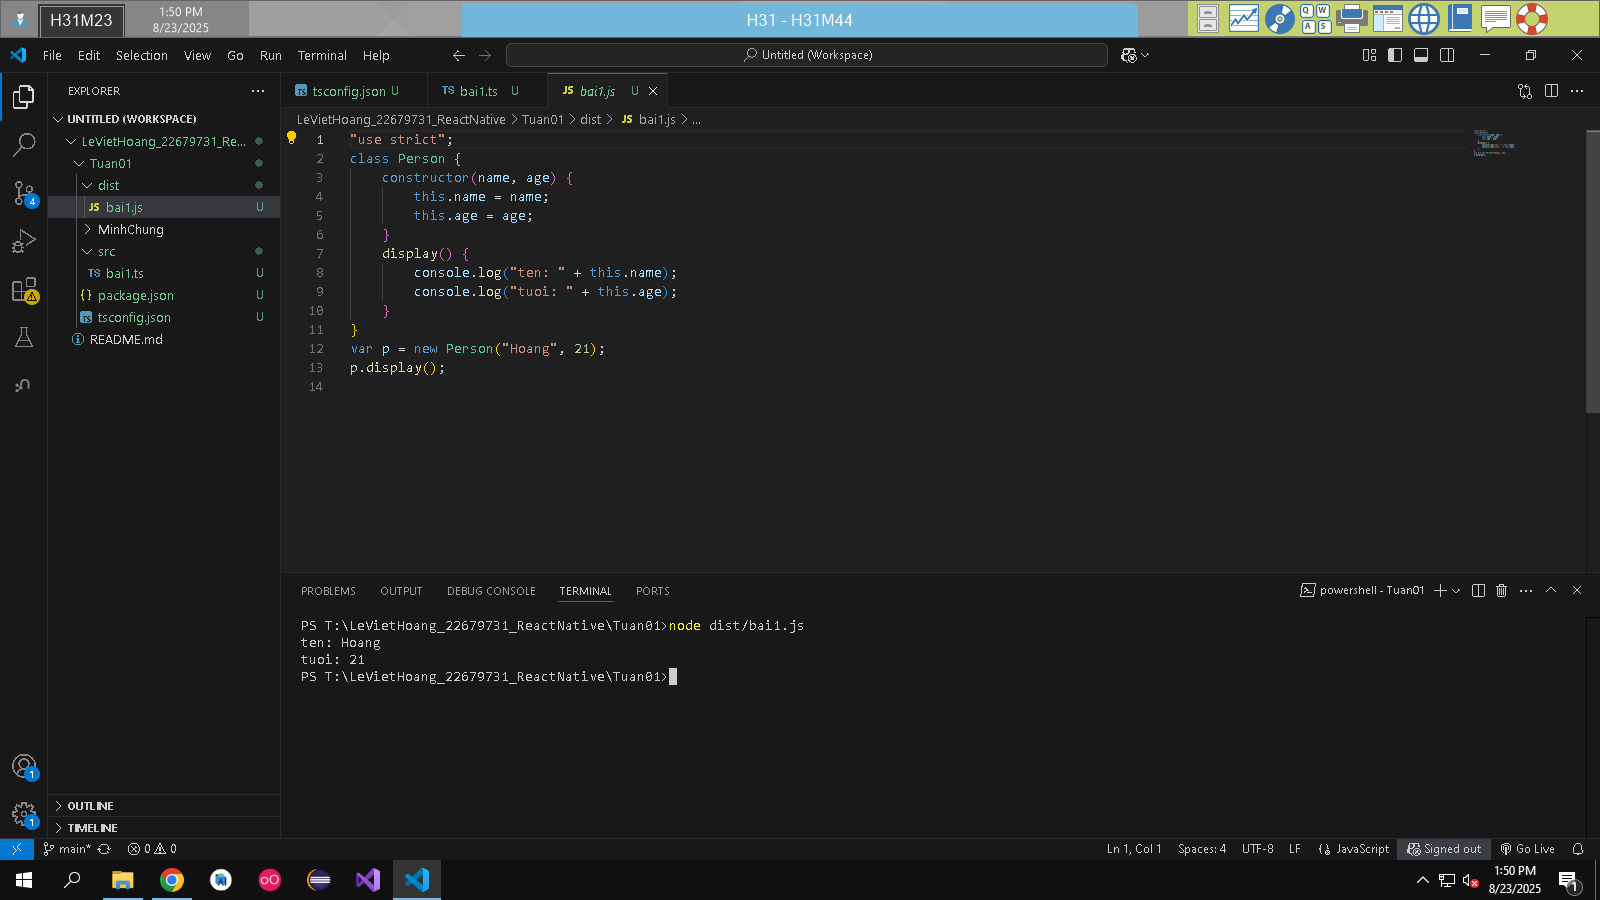 H31M23
1:50 PM
8/23/2025
H31 - H31M44
Q W
A S
File Edit Selection View Go Run Terminal Help
Untitled (Workspace)
EXPLORER
UNTITLED (WORKSPACE)
LeVietHoang_22679731_Re...
Tuan01
dist
JS bai1.js U
MinhChung
src
TS bai1.ts U
{} package.json U
TS tsconfig.json U
README.md
4
1
1
OUTLINE
TIMELINE
TS tsconfig.json U
TS bai1.ts U
JS bai1.js U
LeVietHoang_22679731_ReactNative > Tuan01 > dist > JS bai1.js > ...
1 "use strict";
2 class Person {
3 constructor(name, age) {
4 this.name = name;
5 this.age = age;
6 }
7 display() {
8 console.log("ten: " + this.name);
9 console.log("tuoi: " + this.age);
10 }
11 }
12 var p = new Person("Hoang", 21);
13 p.display();
14
PROBLEMS OUTPUT DEBUG CONSOLE TERMINAL PORTS
powershell - Tuan01
PS T:\LeVietHoang_22679731_ReactNative\Tuan01>node dist/bai1.js
ten: Hoang
tuoi: 21
PS T:\LeVietHoang_22679731_ReactNative\Tuan01>
main* 0 0
Ln 1, Col 1 Spaces: 4 UTF-8 LF {} JavaScript Signed out Go Live
1:50 PM
8/23/2025
1